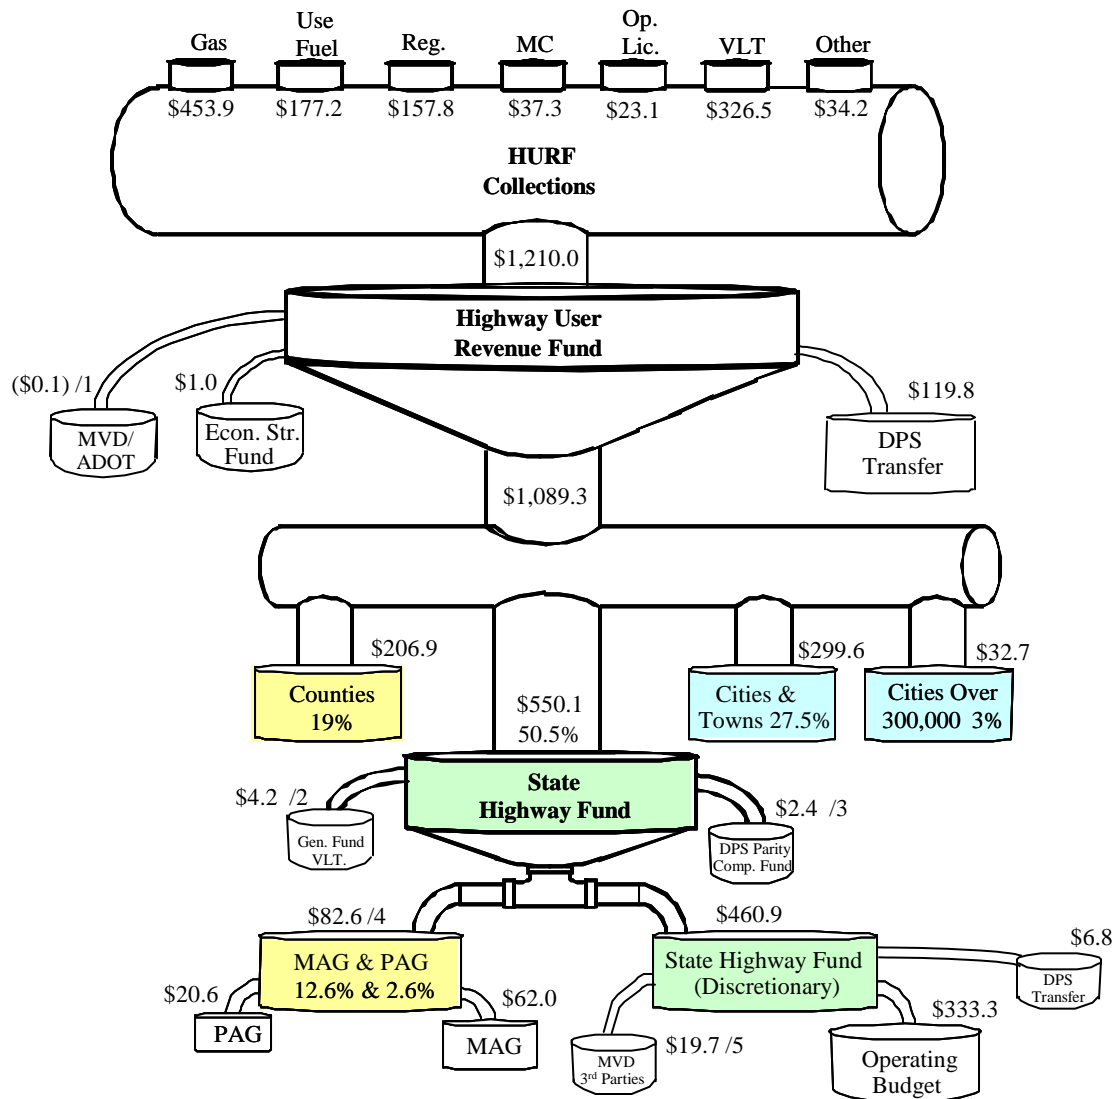 Gas
Use
Fuel
Reg.
MC
Op.
Lic.
VLT
Other
$453.9
$177.2
$157.8
$37.3
$23.1
$326.5
$34.2
HURF
Collections
$1,210.0
Highway User
Revenue Fund
($0.1) /1
$1.0
$119.8
MVD/
ADOT
Econ. Str.
Fund
DPS
Transfer
$1,089.3
$206.9
$299.6
$32.7
Counties
19%
$550.1
50.5%
Cities &
Towns 27.5%
Cities Over
300,000 3%
State
Highway Fund
$4.2 /2
$2.4 /3
Gen. Fund
VLT.
DPS Parity
Comp. Fund
$82.6 /4
$460.9
MAG & PAG
12.6% & 2.6%
State Highway Fund
(Discretionary)
$6.8
DPS
Transfer
$20.6
$62.0
$333.3
PAG
MAG
MVD
3rd Parties
$19.7 /5
Operating
Budget